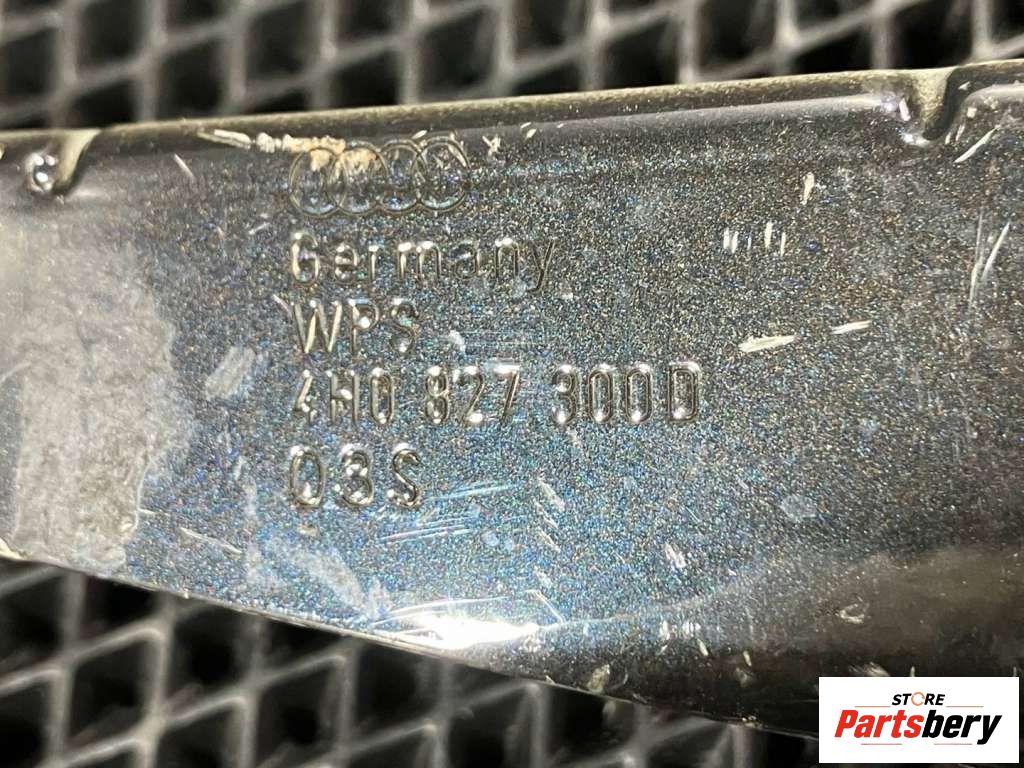 Germany
WPS
4H0 827 300D
03S
STORE
Partsbery